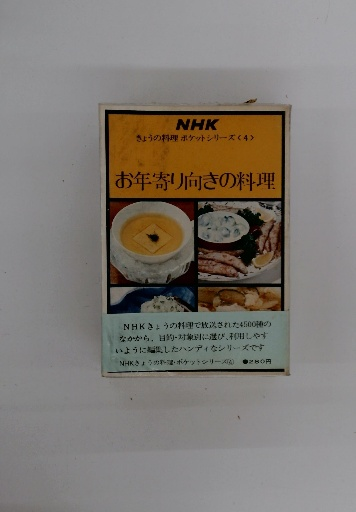 NHK
きょうの料理 ポケットシリーズ〈4〉
お年寄り向きの料理
NHKきょうの料理で放送された4500種の
なかから、目的・対象別に選び、利用しやす
いように編集したハンディなシリーズです
NHKきょうの料理・ポケットシリーズ(4) ●280円